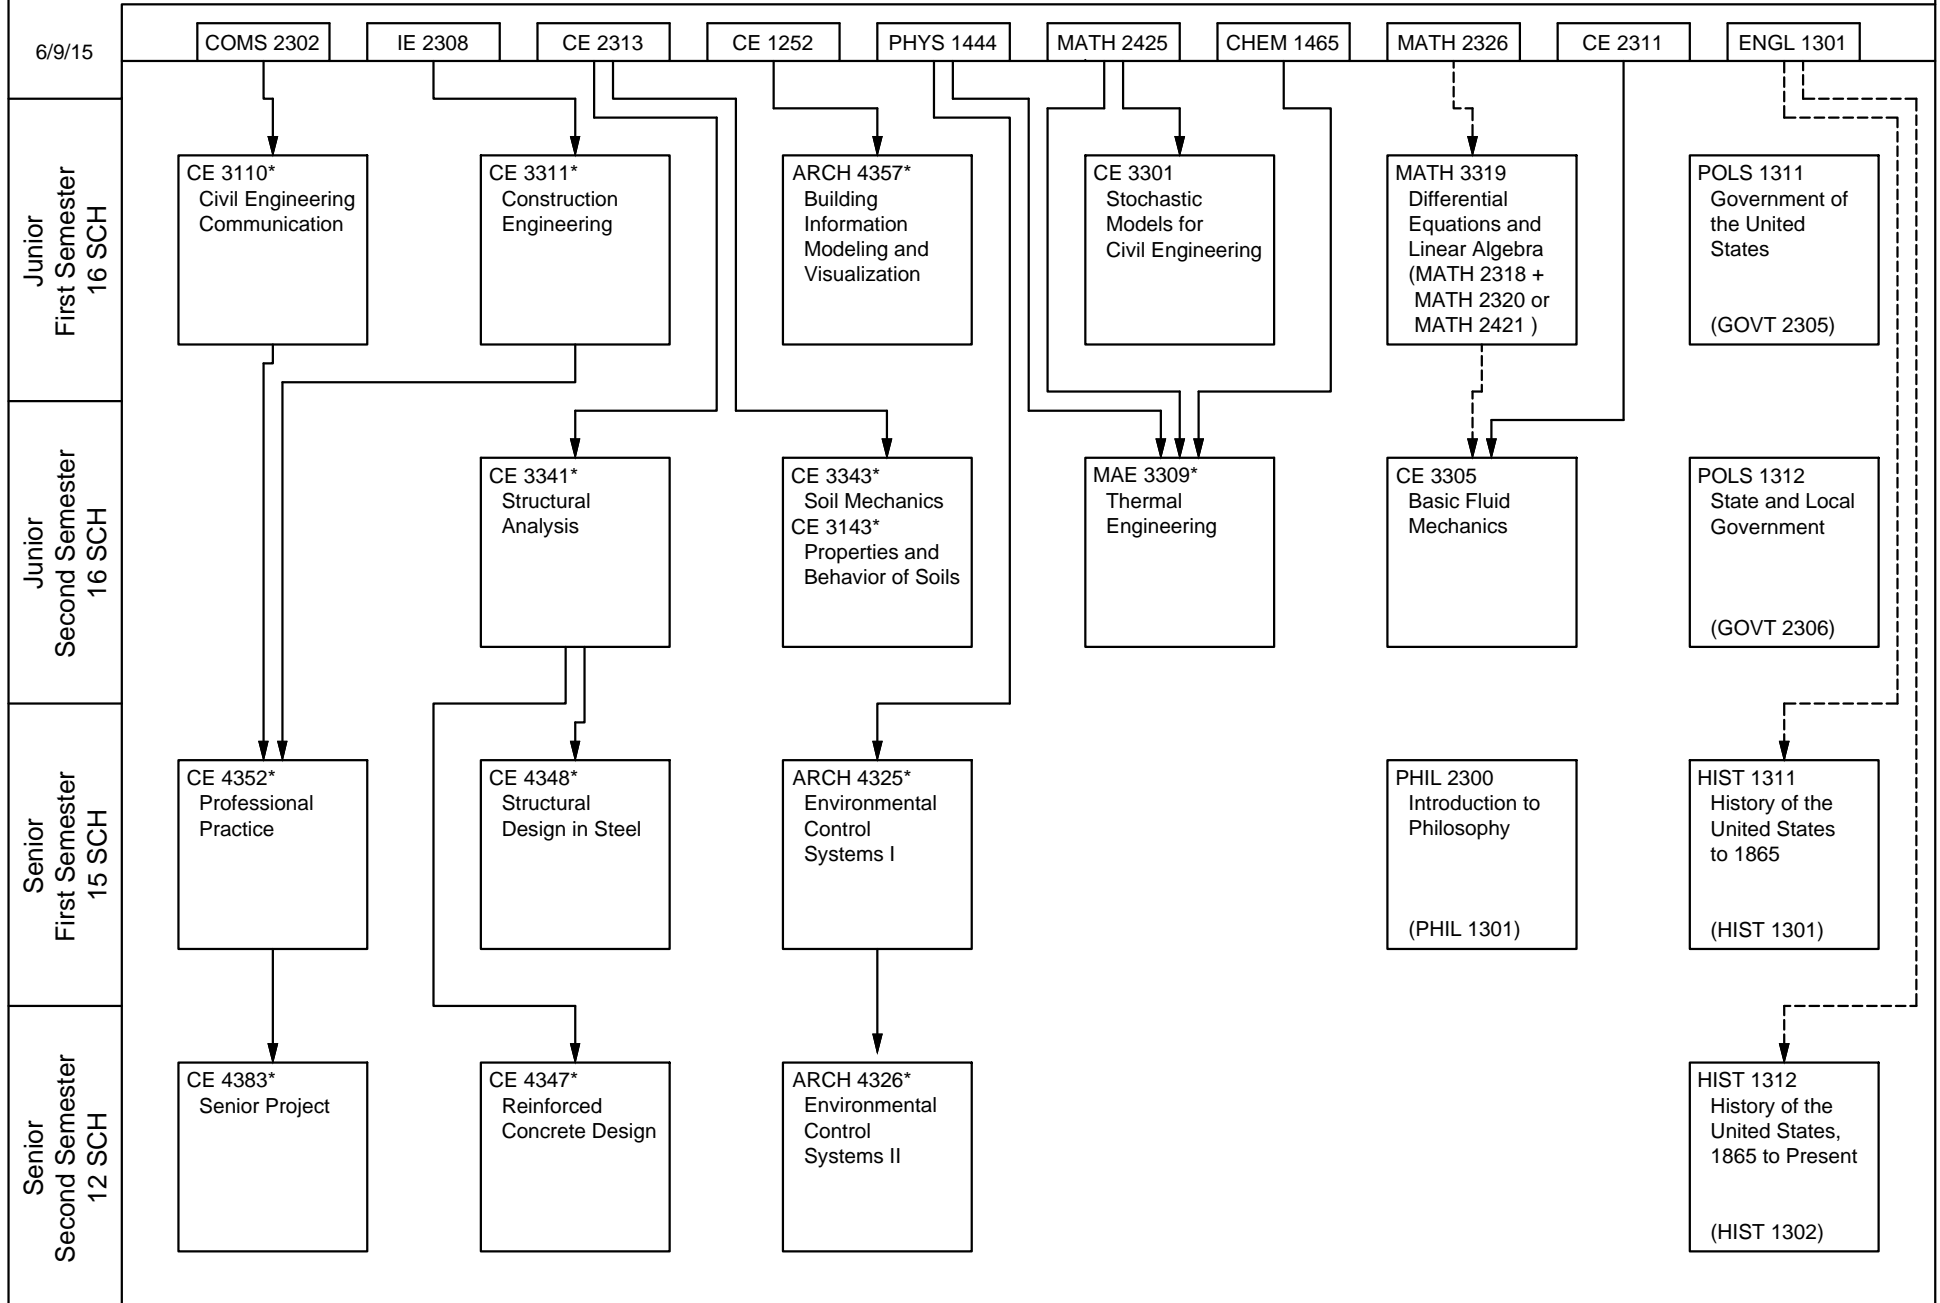 6/9/15
COMS 2302
IE 2308
CE 2313
CE 1252
PHYS 1444
MATH 2425
CHEM 1465
MATH 2326
CE 2311
ENGL 1301
Junior
First Semester
16 SCH
CE 3110*
Civil Engineering
Communication
CE 3311*
Construction
Engineering
ARCH 4357*
Building
Information
Modeling and
Visualization
CE 3301
Stochastic
Models for
Civil Engineering
MATH 3319
Differential
Equations and
Linear Algebra
(MATH 2318 +
MATH 2320 or
MATH 2421 )
POLS 1311
Government of
the United
States
(GOVT 2305)
Junior
Second Semester
16 SCH
CE 3341*
Structural
Analysis
CE 3343*
Soil Mechanics
CE 3143*
Properties and
Behavior of Soils
MAE 3309*
Thermal
Engineering
CE 3305
Basic Fluid
Mechanics
POLS 1312
State and Local
Government
(GOVT 2306)
Senior
First Semester
15 SCH
CE 4352*
Professional
Practice
CE 4348*
Structural
Design in Steel
ARCH 4325*
Environmental
Control
Systems I
PHIL 2300
Introduction to
Philosophy
(PHIL 1301)
HIST 1311
History of the
United States
to 1865
(HIST 1301)
Senior
Second Semester
12 SCH
CE 4383*
Senior Project
CE 4347*
Reinforced
Concrete Design
ARCH 4326*
Environmental
Control
Systems II
HIST 1312
History of the
United States,
1865 to Present
(HIST 1302)